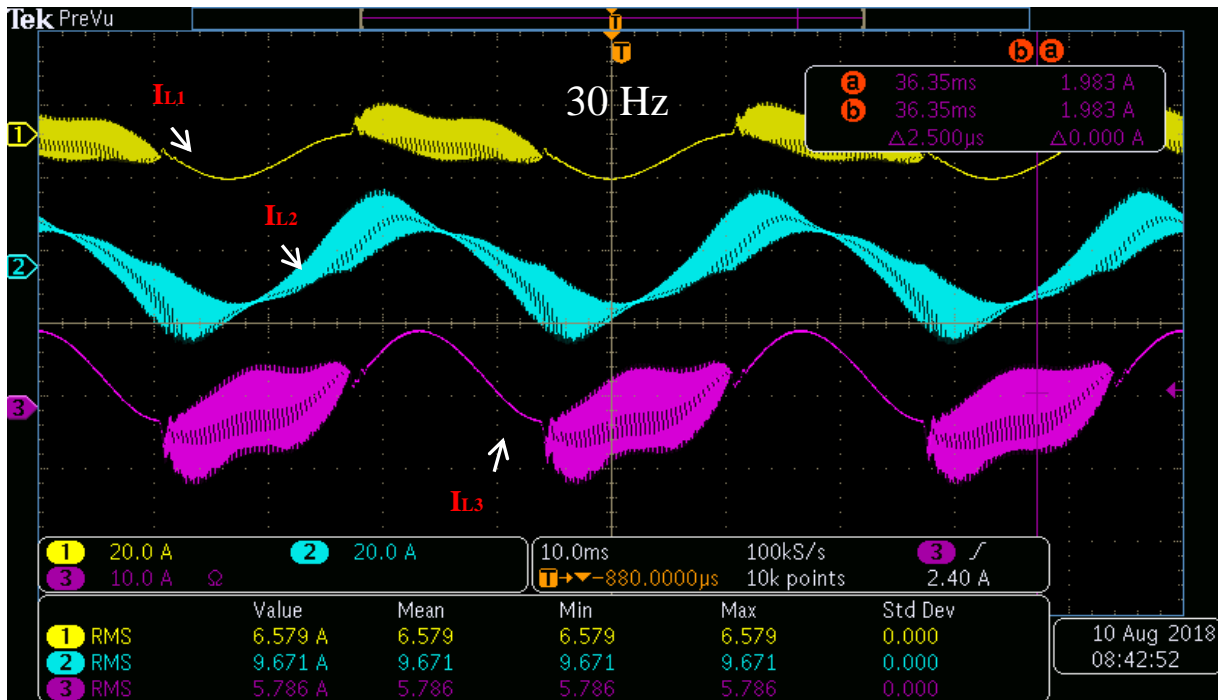 Tek PreVu
T
T
b a
a 36.35ms 1.983 A
b 36.35ms 1.983 A
△2.500µs △0.000 A
30 Hz
IL1
1
IL2
2
3
IL3
1 20.0 A 2 20.0 A
3 10.0 A Ω
10.0ms 100kS/s 3 ∫
T→▼−880.0000µs 10k points 2.40 A
Value Mean Min Max Std Dev
1 RMS 6.579 A 6.579 6.579 6.579 0.000
2 RMS 9.671 A 9.671 9.671 9.671 0.000
3 RMS 5.786 A 5.786 5.786 5.786 0.000
10 Aug 2018
08:42:52